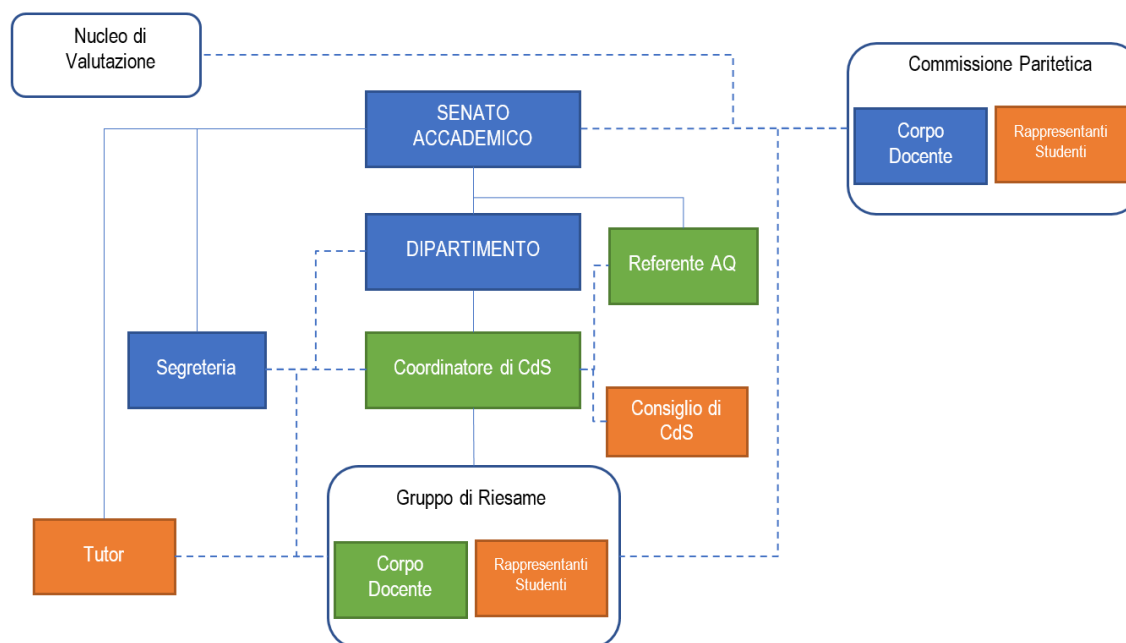 Nucleo di
Valutazione
Commissione Paritetica
SENATO
ACCADEMICO
Corpo
Docente
Rappresentanti
Studenti
DIPARTIMENTO
Referente AQ
Segreteria
Coordinatore di CdS
Consiglio di
CdS
Gruppo di Riesame
Tutor
Corpo
Docente
Rappresentanti
Studenti